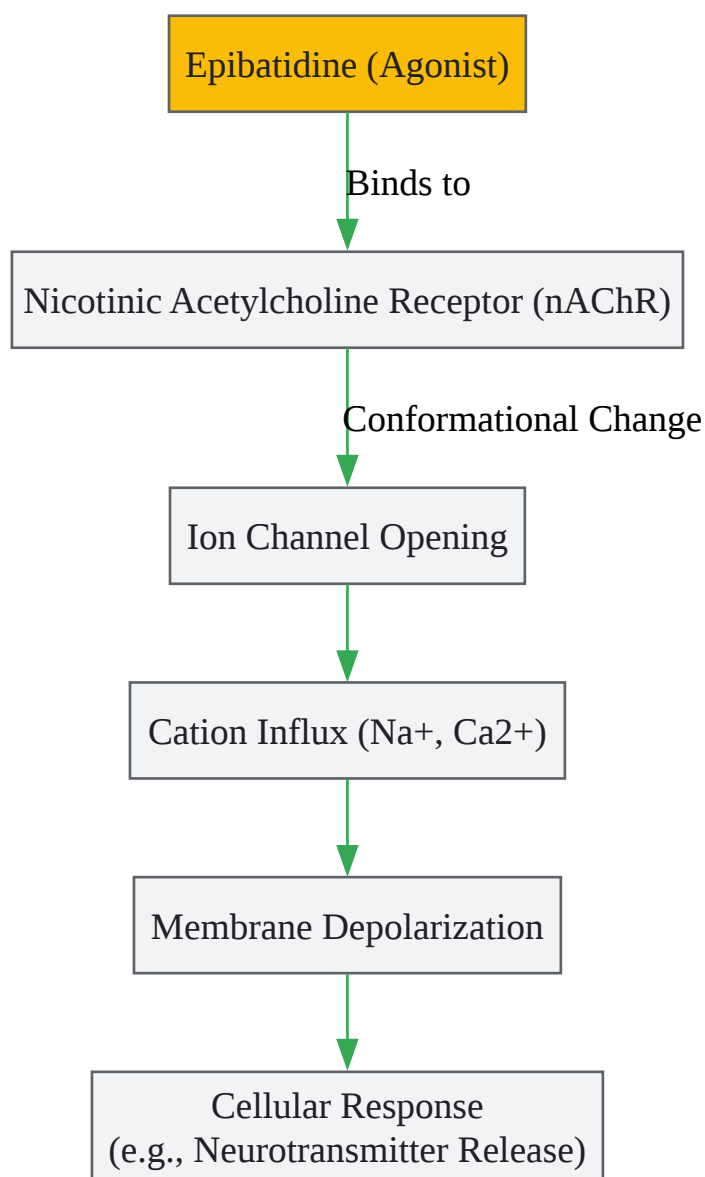 Epibatidine (Agonist)
Binds to
Nicotinic Acetylcholine Receptor (nAChR)
Conformational Change
Ion Channel Opening
Cation Influx (Na+, Ca2+)
Membrane Depolarization
Cellular Response
(e.g., Neurotransmitter Release)